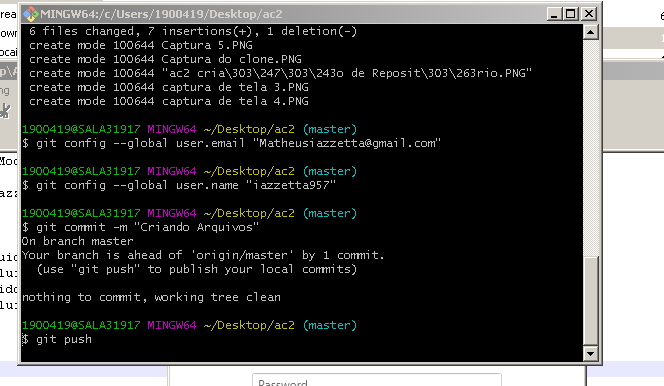 MINGW64:/c/Users/1900419/Desktop/ac2
6 files changed, 7 insertions(+), 1 deletion(-)
create mode 100644 Captura 5.PNG
create mode 100644 Captura do clone.PNG
create mode 100644 "ac2 cria\303\247\303\243o de Reposit\303\263rio.PNG"
create mode 100644 captura de tela 3.PNG
create mode 100644 captura de tela 4.PNG
1900419@SALA31917 MINGW64 ~/Desktop/ac2 (master)
$ git config --global user.email "Matheusiazzetta@gmail.com"
1900419@SALA31917 MINGW64 ~/Desktop/ac2 (master)
$ git config --global user.name "iazzetta957"
1900419@SALA31917 MINGW64 ~/Desktop/ac2 (master)
$ git commit -m "Criando Arquivos"
On branch master
Your branch is ahead of 'origin/master' by 1 commit.
(use "git push" to publish your local commits)
nothing to commit, working tree clean
1900419@SALA31917 MINGW64 ~/Desktop/ac2 (master)
$ git push
Password